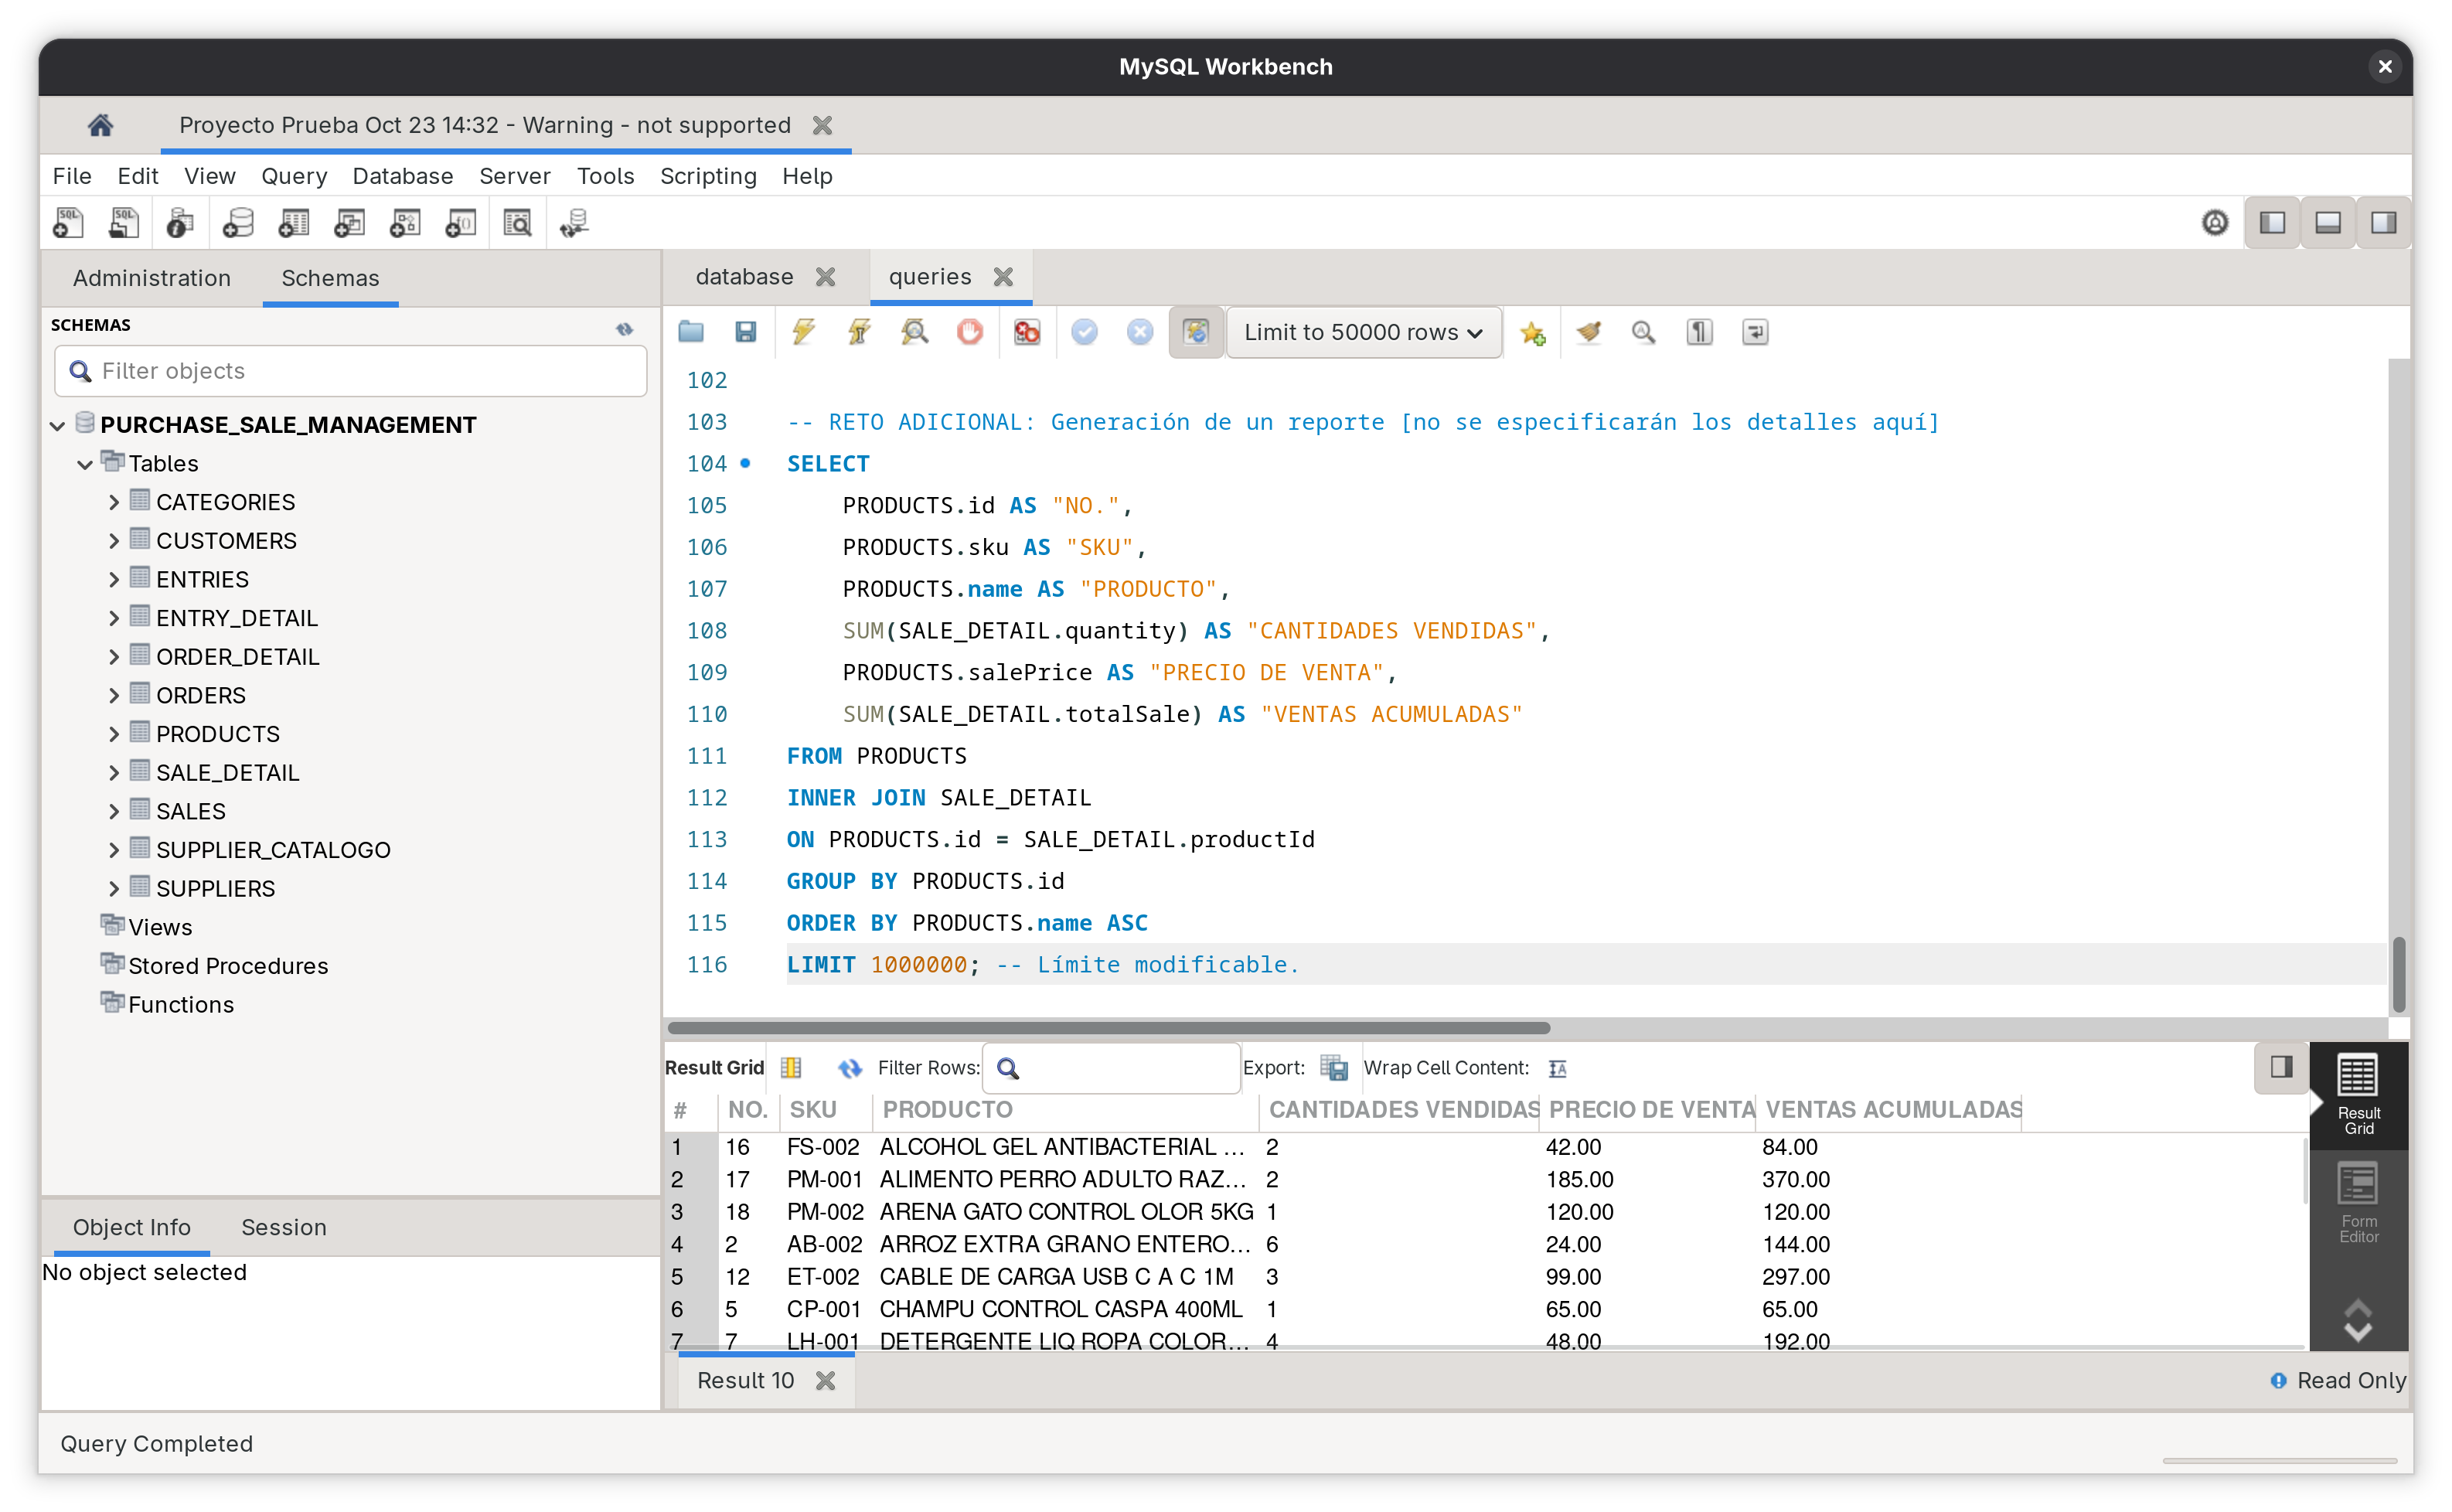 MySQL Workbench
Proyecto Prueba Oct 23 14:32 - Warning - not supported
File Edit View Query Database Server Tools Scripting Help
Administration Schemas
SCHEMAS
Filter objects
PURCHASE_SALE_MANAGEMENT
Tables
CATEGORIES
CUSTOMERS
ENTRIES
ENTRY_DETAIL
ORDER_DETAIL
ORDERS
PRODUCTS
SALE_DETAIL
SALES
SUPPLIER_CATALOGO
SUPPLIERS
Views
Stored Procedures
Functions
Object Info Session
No object selected
database queries
Limit to 50000 rows
102
103 -- RETO ADICIONAL: Generación de un reporte [no se especificarán los detalles aquí]
104 SELECT
105 PRODUCTS.id AS "NO.",
106 PRODUCTS.sku AS "SKU",
107 PRODUCTS.name AS "PRODUCTO",
108 SUM(SALE_DETAIL.quantity) AS "CANTIDADES VENDIDAS",
109 PRODUCTS.salePrice AS "PRECIO DE VENTA",
110 SUM(SALE_DETAIL.totalSale) AS "VENTAS ACUMULADAS"
111 FROM PRODUCTS
112 INNER JOIN SALE_DETAIL
113 ON PRODUCTS.id = SALE_DETAIL.productId
114 GROUP BY PRODUCTS.id
115 ORDER BY PRODUCTS.name ASC
116 LIMIT 1000000; -- Límite modificable.
Result Grid Filter Rows: Export: Wrap Cell Content:
# NO. SKU PRODUCTO CANTIDADES VENDIDAS PRECIO DE VENTA VENTAS ACUMULADAS
1 16 FS-002 ALCOHOL GEL ANTIBACTERIAL ... 2 42.00 84.00
2 17 PM-001 ALIMENTO PERRO ADULTO RAZ... 2 185.00 370.00
3 18 PM-002 ARENA GATO CONTROL OLOR 5KG 1 120.00 120.00
4 2 AB-002 ARROZ EXTRA GRANO ENTERO... 6 24.00 144.00
5 12 ET-002 CABLE DE CARGA USB C A C 1M 3 99.00 297.00
6 5 CP-001 CHAMPU CONTROL CASPA 400ML 1 65.00 65.00
7 7 LH-001 DETERGENTE LIQ ROPA COLOR... 4 48.00 192.00
Result
Grid
Form
Editor
Result 10
Read Only
Query Completed